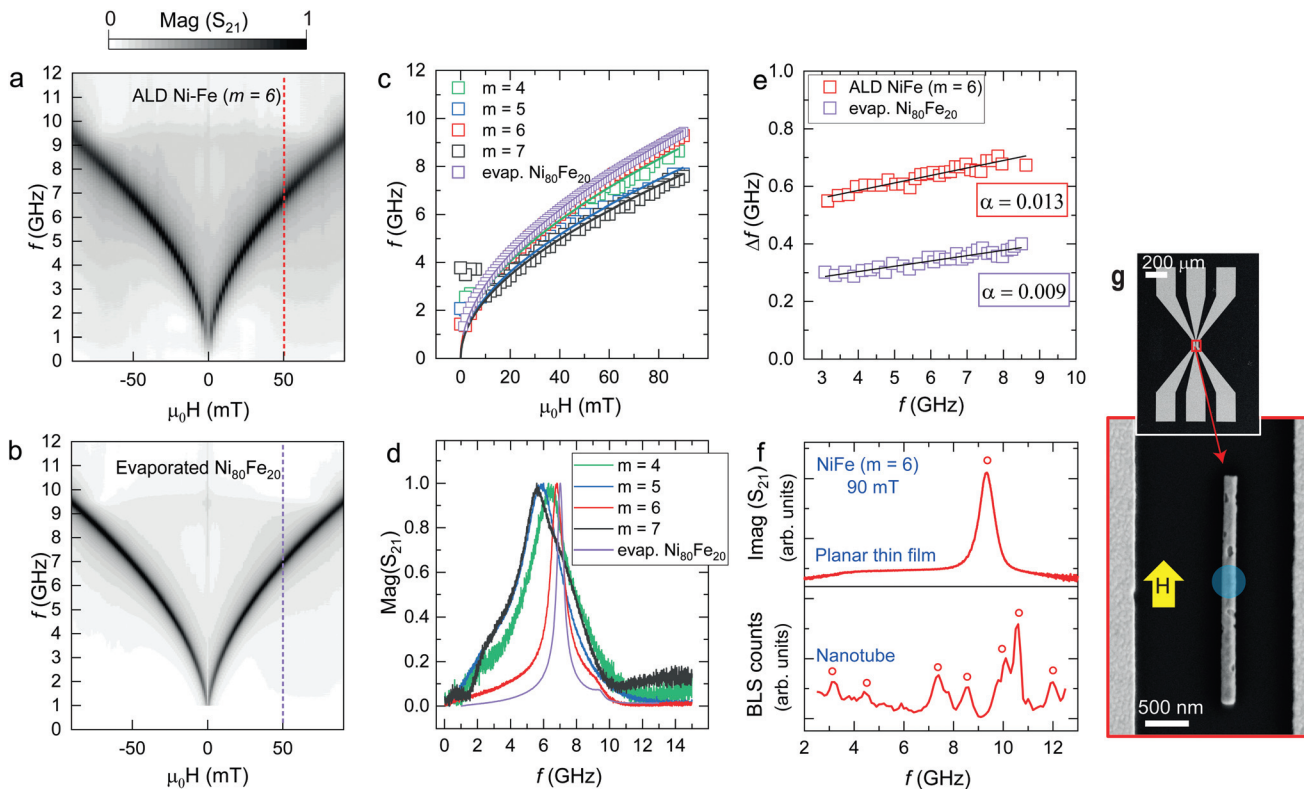 0
Mag (S21)
1
a
ALD Ni-Fe (m = 6)
12
11
10
9
8
7
6
5
4
3
2
1
0
f (GHz)
-50
0
50
μ0H (mT)
b
Evaporated Ni80Fe20
12
11
10
9
8
7
6
5
4
3
2
1
0
f (GHz)
-50
0
50
μ0H (mT)
c
m = 4
m = 5
m = 6
m = 7
evap. Ni80Fe20
12
10
8
6
4
2
0
f (GHz)
0
20
40
60
80
μ0H (mT)
d
m = 4
m = 5
m = 6
m = 7
evap. Ni80Fe20
1.0
0.8
0.6
0.4
0.2
0.0
Mag(S21)
0
2
4
6
8
10
12
14
f (GHz)
e
ALD NiFe (m = 6)
evap. Ni80Fe20
1.0
0.8
0.6
0.4
0.2
0.0
Δf (GHz)
α = 0.013
α = 0.009
2
3
4
5
6
7
8
9
10
f (GHz)
f
NiFe (m = 6)
90 mT
Planar thin film
Imag (S21)
(arb. units)
Nanotube
BLS counts
(arb. units)
2
4
6
8
10
12
f (GHz)
g
200 μm
H
500 nm